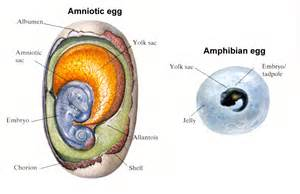 Amniotic egg
Albumen
Yolk sac
Amniotic
sac
Embryo
Chorion
Allantois
Shell
Amphibian egg
Yolk sac
Embryo/
tadpole
Jelly